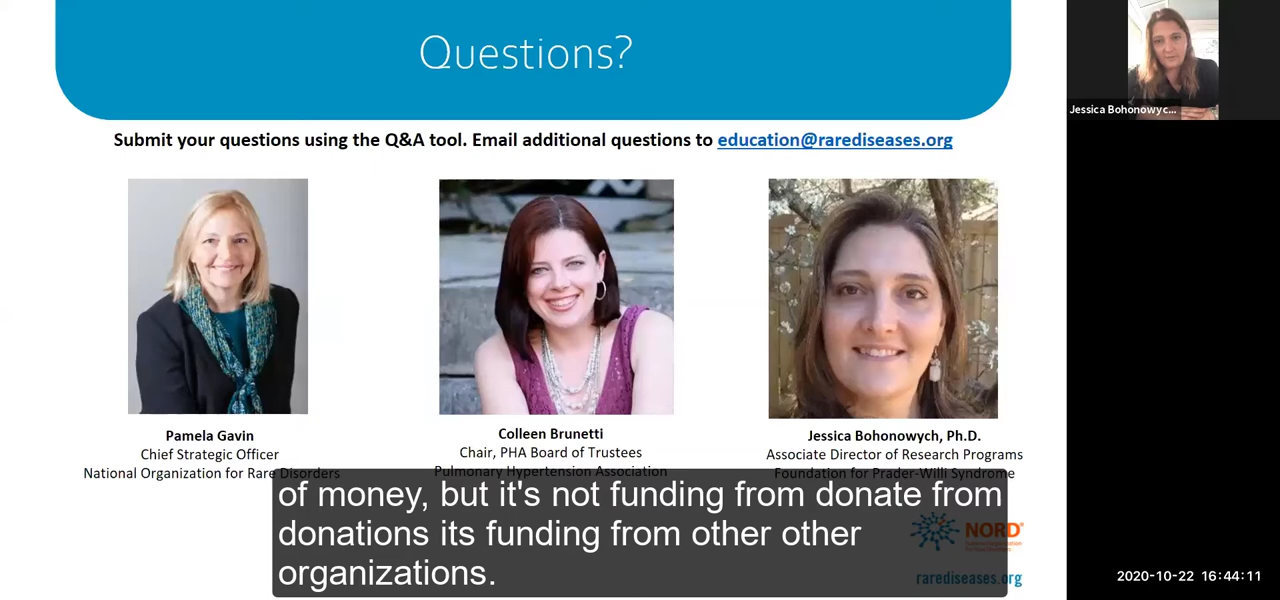 Questions?
Submit your questions using the Q&A tool. Email additional questions to education@rarediseases.org
Jessica Bohonowyc...
Pamela Gavin
Chief Strategic Officer
National Organization for Rare Disorders
Colleen Brunetti
Chair, PHA Board of Trustees
Pulmonary Hypertension Association
Jessica Bohonowych, Ph.D.
Associate Director of Research Programs
Foundation for Prader-Willi Syndrome
of money, but it's not funding from donate from
donations its funding from other other
organizations.
NORD
rarediseases.org
2020-10-22 16:44:11